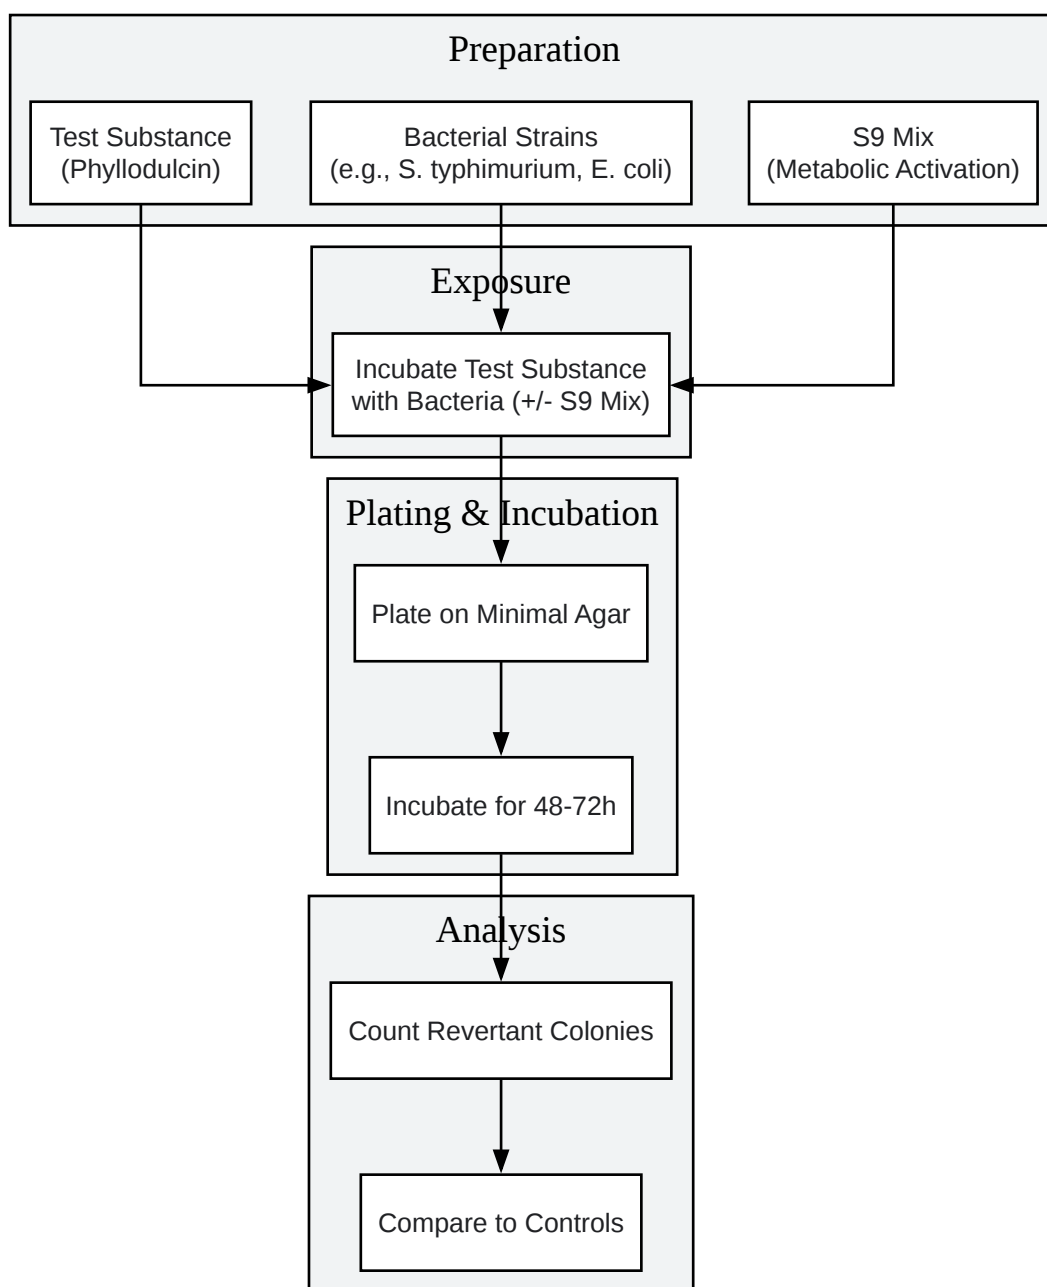 Preparation
Test Substance
(Phyllodulcin)
Bacterial Strains
(e.g., S. typhimurium, E. coli)
S9 Mix
(Metabolic Activation)
Exposure
Incubate Test Substance
with Bacteria (+/- S9 Mix)
Plating & Incubation
Plate on Minimal Agar
Incubate for 48-72h
Analysis
Count Revertant Colonies
Compare to Controls